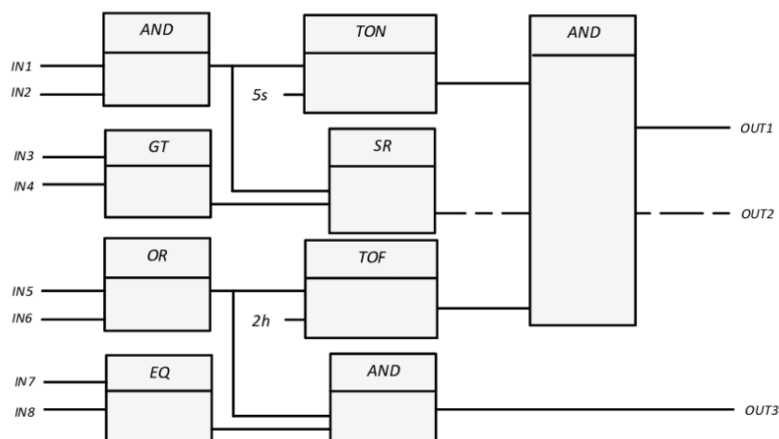 AND
TON
AND
IN1
IN2
5s
OUT1
GT
SR
IN3
IN4
OUT2
OR
TOF
IN5
IN6
2h
EQ
AND
IN7
IN8
OUT3